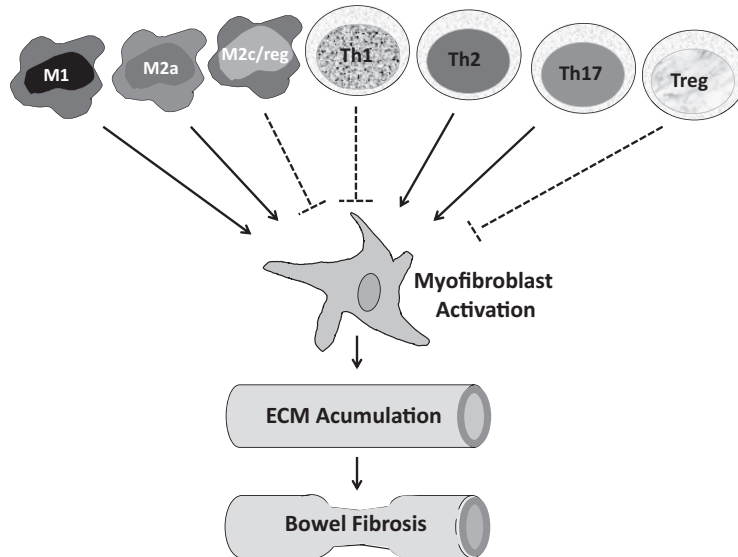 M1
M2a
M2c/reg
Th1
Th2
Th17
Treg
Myofibroblast
Activation
ECM Acumulation
Bowel Fibrosis